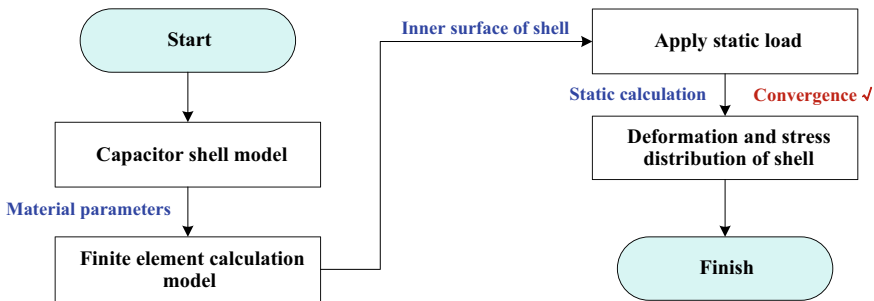 Start
Capacitor shell model
Material parameters
Finite element calculation
model
Inner surface of shell
Apply static load
Static calculation
Convergence √
Deformation and stress
distribution of shell
Finish